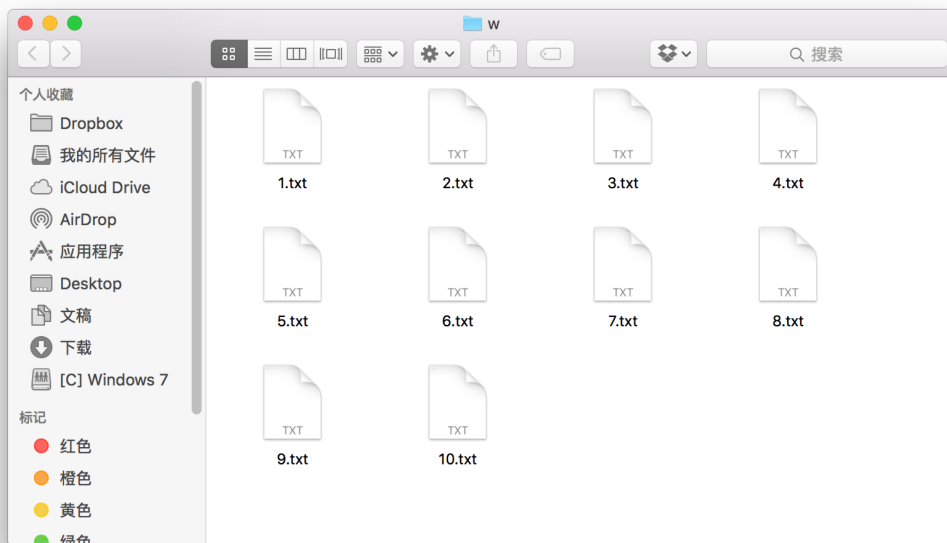 w
搜索
个人收藏
Dropbox
我的所有文件
iCloud Drive
AirDrop
应用程序
Desktop
文稿
下载
[C] Windows 7
标记
红色
橙色
黄色
绿色
TXT TXT TXT TXT
1.txt 2.txt 3.txt 4.txt
TXT TXT TXT TXT
5.txt 6.txt 7.txt 8.txt
TXT TXT
9.txt 10.txt